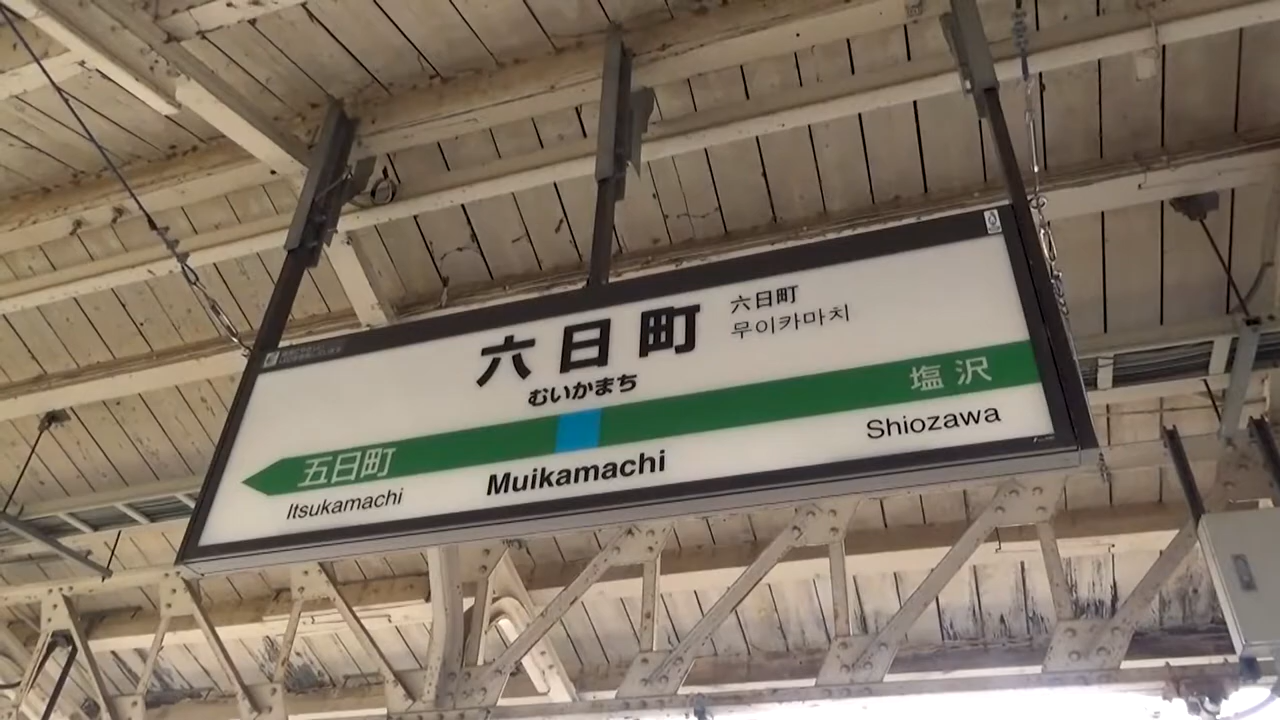 六日町
むいかまち
六日町
무이카마치
五日町
塩沢
Itsukamachi
Muikamachi
Shiozawa